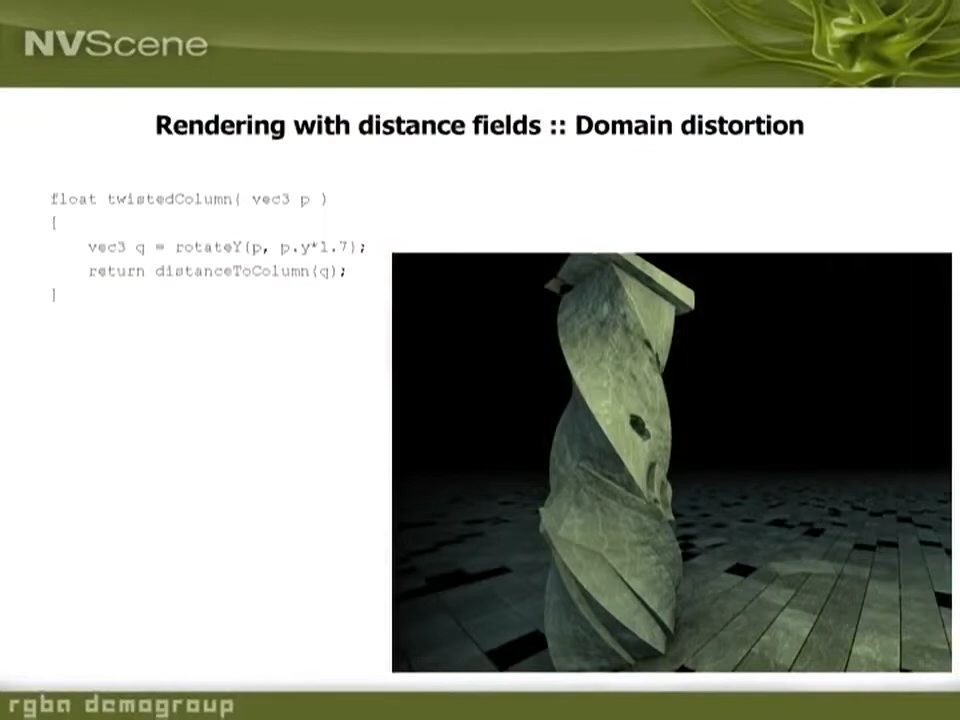 NVScene
Rendering with distance fields :: Domain distortion
float twistedColumn( vec3 p )
{
vec3 q = rotateY(p, p.y*1.7);
return distanceToColumn(q);
}
rgba demogroup